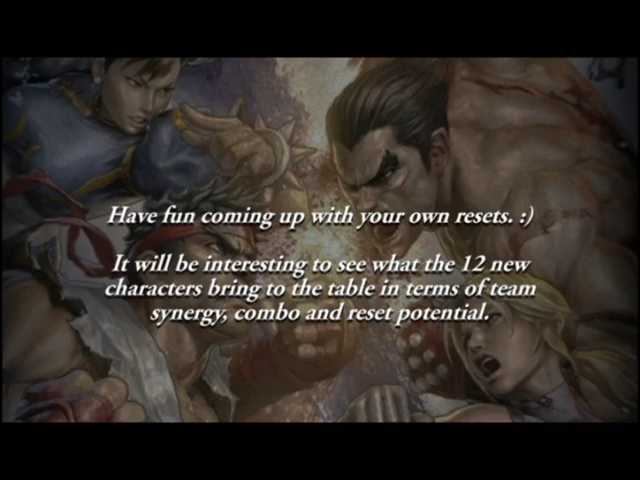 Have fun coming up with your own resets. :)
It will be interesting to see what the 12 new
characters bring to the table in terms of team
synergy, combo and reset potential.